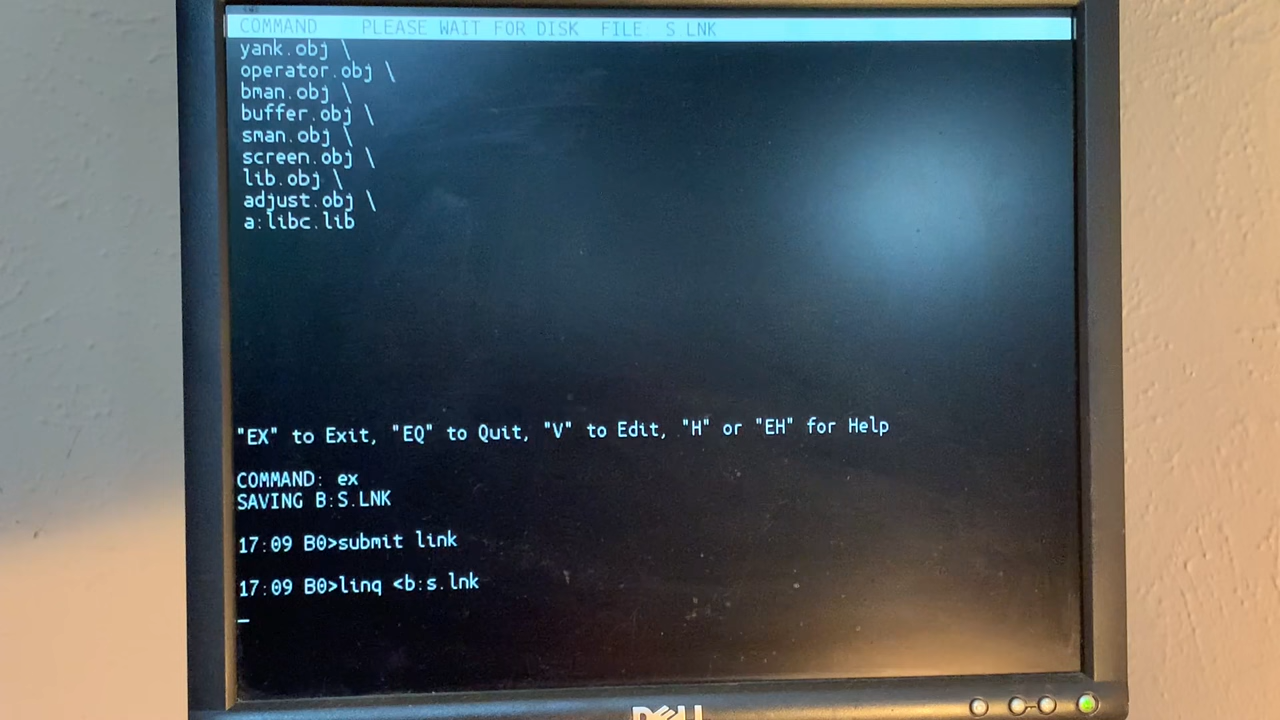 COMMAND PLEASE WAIT FOR DISK FILE: S LNK
yank.obj \
operator.obj \
bman.obj \
buffer.obj \
sman.obj \
screen.obj \
lib.obj \
adjust.obj \
a:libc.lib
"EX" to Exit, "EQ" to Quit, "V" to Edit, "H" or "EH" for Help
COMMAND: ex
SAVING B:S.LNK
17:09 B0>submit link
17:09 B0>linq <b:s.lnk
DELL